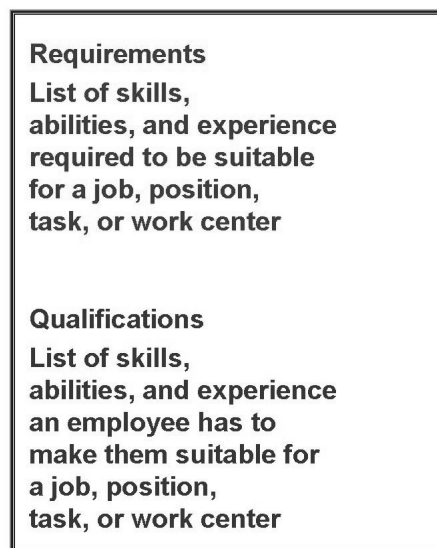 Requirements
List of skills,
abilities, and experience
required to be suitable
for a job, position,
task, or work center
Qualifications
List of skills,
abilities, and experience
an employee has to
make them suitable for
a job, position,
task, or work center